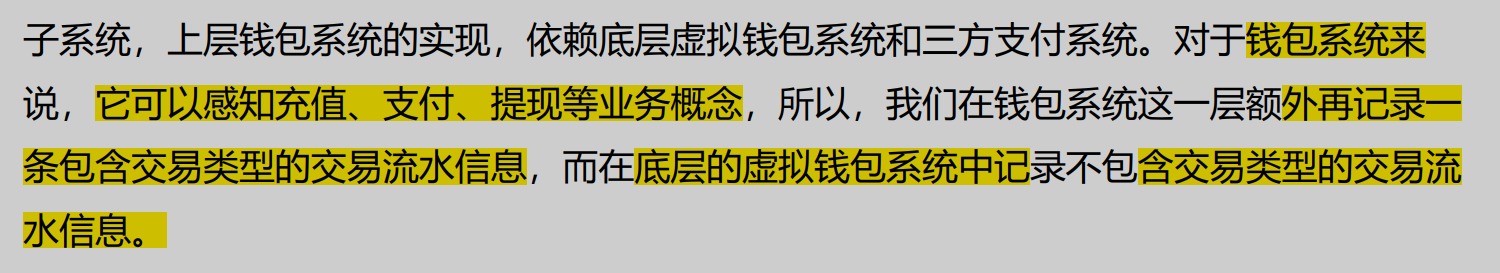 子系统，上层钱包系统的实现，依赖底层虚拟钱包系统和三方支付系统。对于钱包系统来
说，它可以感知充值、支付、提现等业务概念，所以，我们在钱包系统这一层额外再记录一
条包含交易类型的交易流水信息，而在底层的虚拟钱包系统中记录不包含交易类型的交易流
水信息。